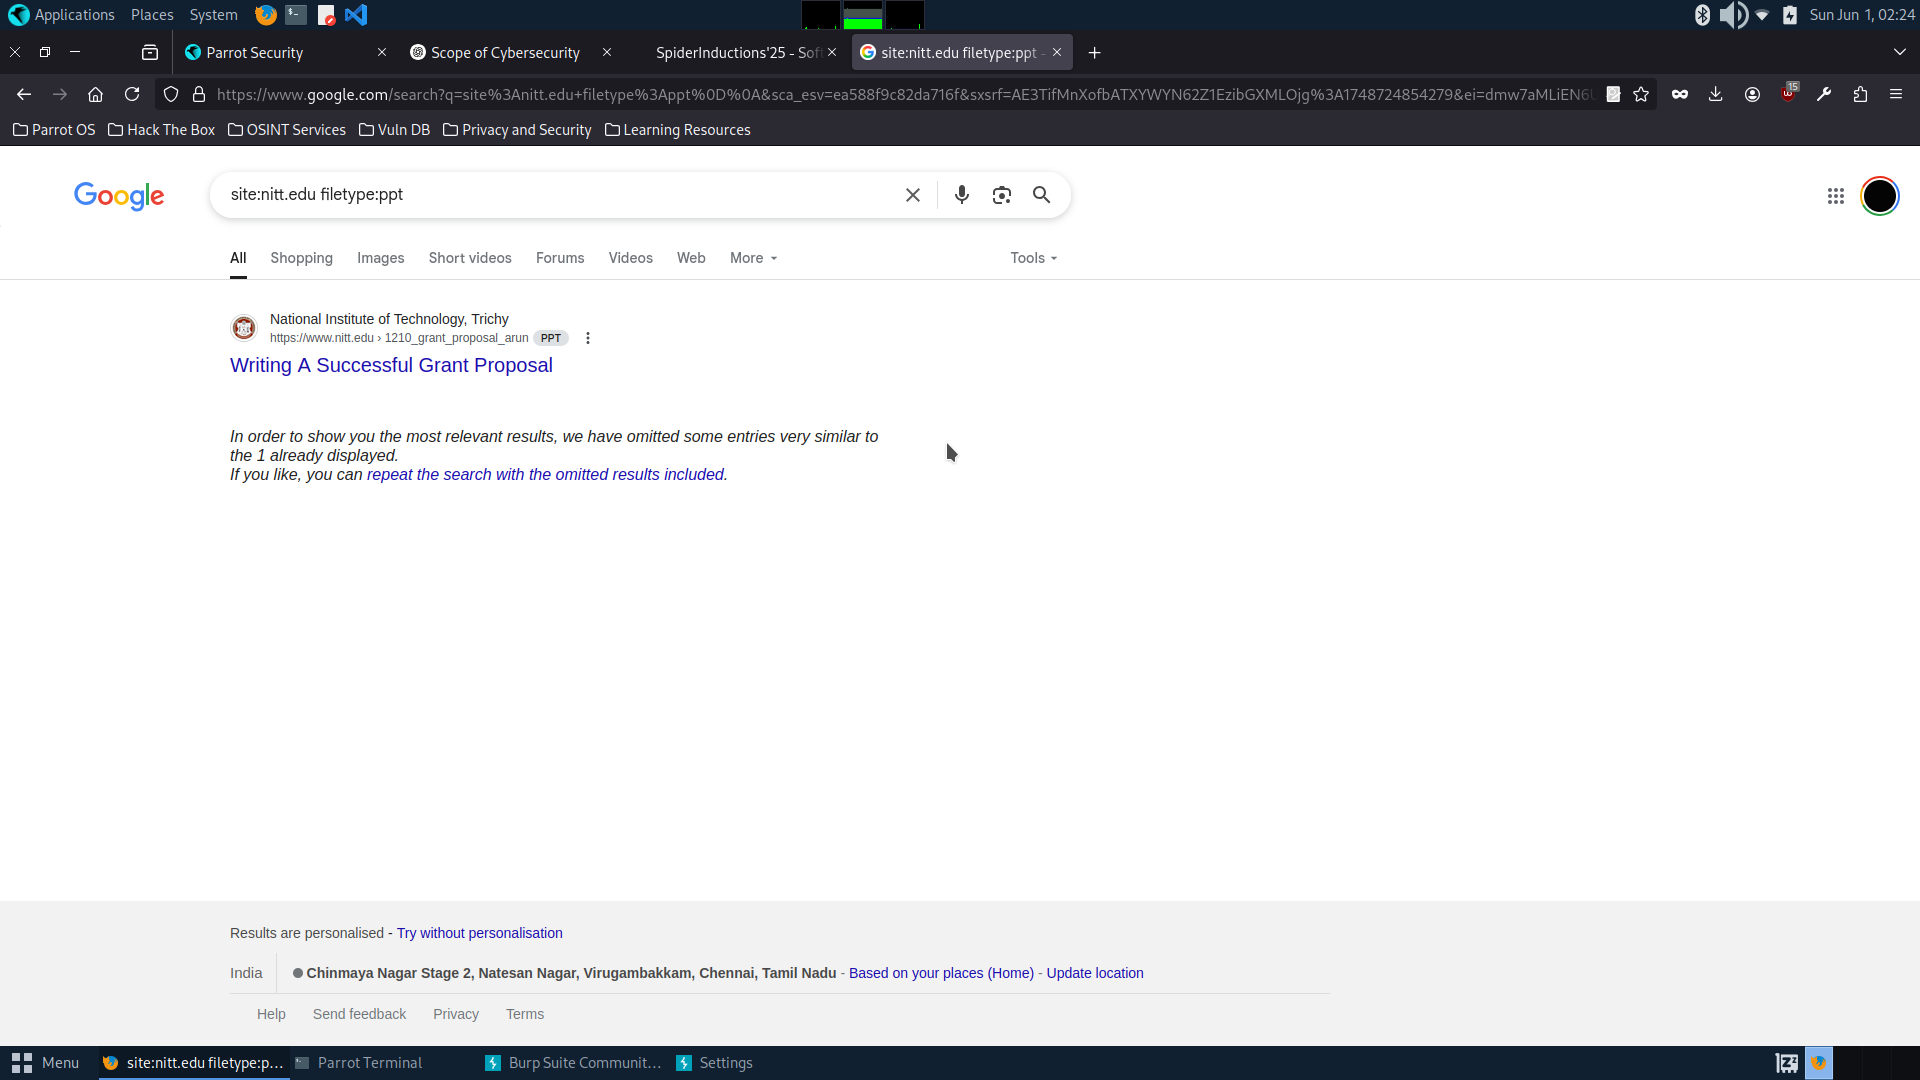 Applications Places System Sun Jun 1, 02:24
Parrot Security Scope of Cybersecurity SpiderInductions'25 - Soft site:nitt.edu filetype:ppt -
https://www.google.com/search?q=site%3Anitt.edu+filetype%3Appt%0D%0A&sca_esv=ea588f9c82da716f&sxsrf=AE3TifMnXofbATXYWYN62Z1EzibGXMLOjg%3A1748724854279&ei=dmw7aMLiEN6U 15
Parrot OS Hack The Box OSINT Services Vuln DB Privacy and Security Learning Resources
Google site:nitt.edu filetype:ppt
All Shopping Images Short videos Forums Videos Web More Tools
National Institute of Technology, Trichy
https://www.nitt.edu › 1210_grant_proposal_arun PPT
Writing A Successful Grant Proposal
In order to show you the most relevant results, we have omitted some entries very similar to
the 1 already displayed.
If you like, you can repeat the search with the omitted results included.
Results are personalised - Try without personalisation
India Chinmaya Nagar Stage 2, Natesan Nagar, Virugambakkam, Chennai, Tamil Nadu - Based on your places (Home) - Update location
Help Send feedback Privacy Terms
Menu site:nitt.edu filetype:p... Parrot Terminal Burp Suite Communit... Settings